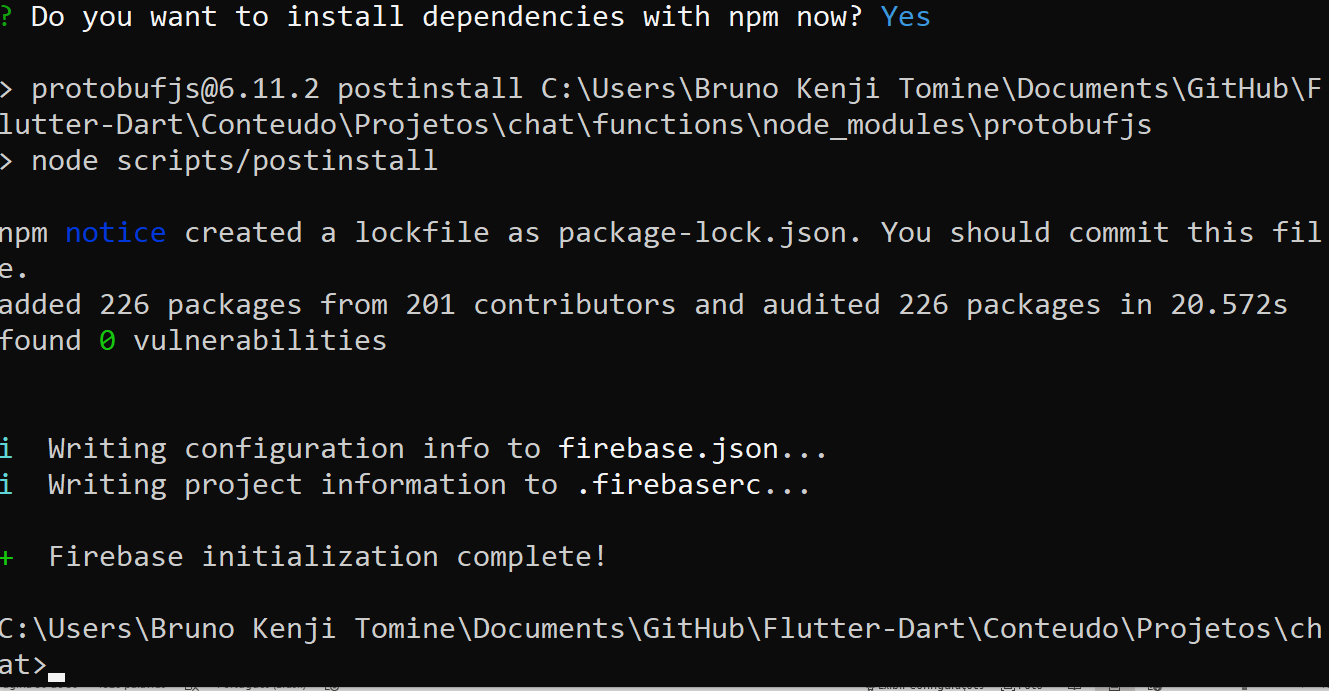 ? Do you want to install dependencies with npm now? Yes
> protobufjs@6.11.2 postinstall C:\Users\Bruno Kenji Tomine\Documents\GitHub\F
lutter-Dart\Conteudo\Projetos\chat\functions\node_modules\protobufjs
> node scripts/postinstall
npm notice created a lockfile as package-lock.json. You should commit this fil
e.
added 226 packages from 201 contributors and audited 226 packages in 20.572s
found 0 vulnerabilities
i  Writing configuration info to firebase.json...
i  Writing project information to .firebaserc...
+  Firebase initialization complete!
C:\Users\Bruno Kenji Tomine\Documents\GitHub\Flutter-Dart\Conteudo\Projetos\ch
at>